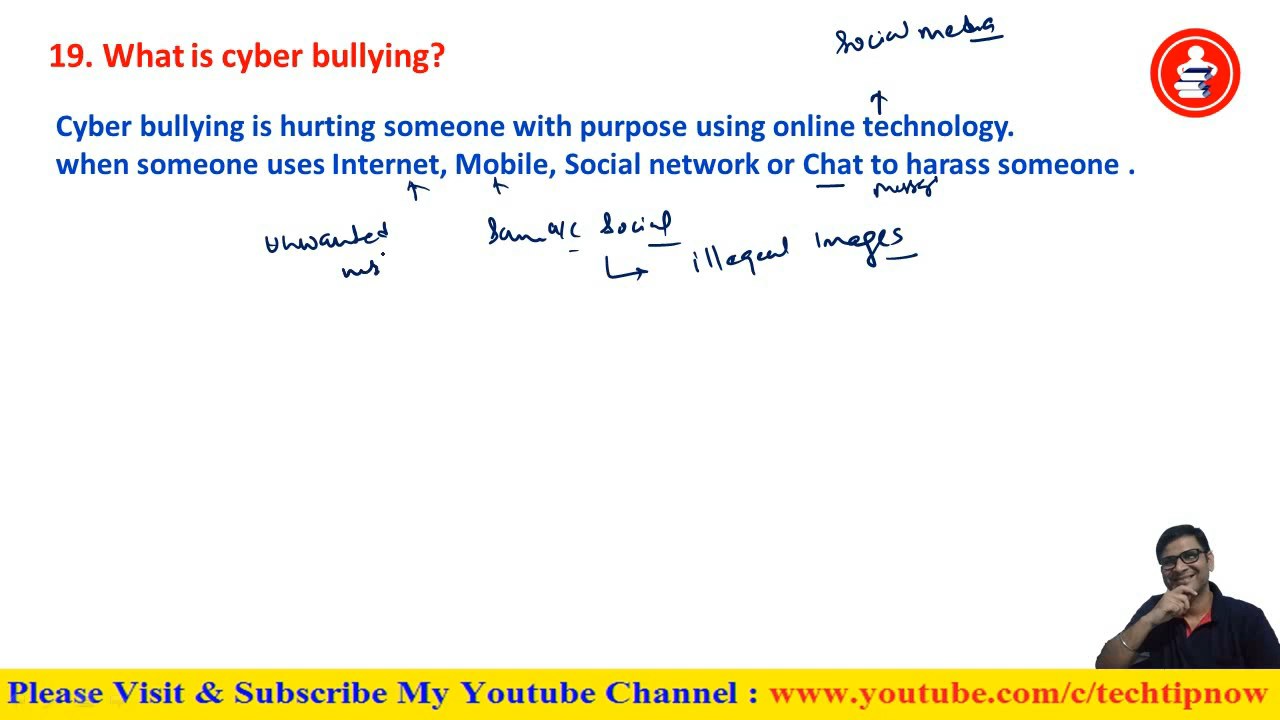 social media
19. What is cyber bullying?
Cyber bullying is hurting someone with purpose using online technology.
when someone uses Internet, Mobile, Social network or Chat to harass someone .
unwanted
Same a/c social
illegal Images
Please Visit & Subscribe My Youtube Channel : www.youtube.com/c/techtipnow